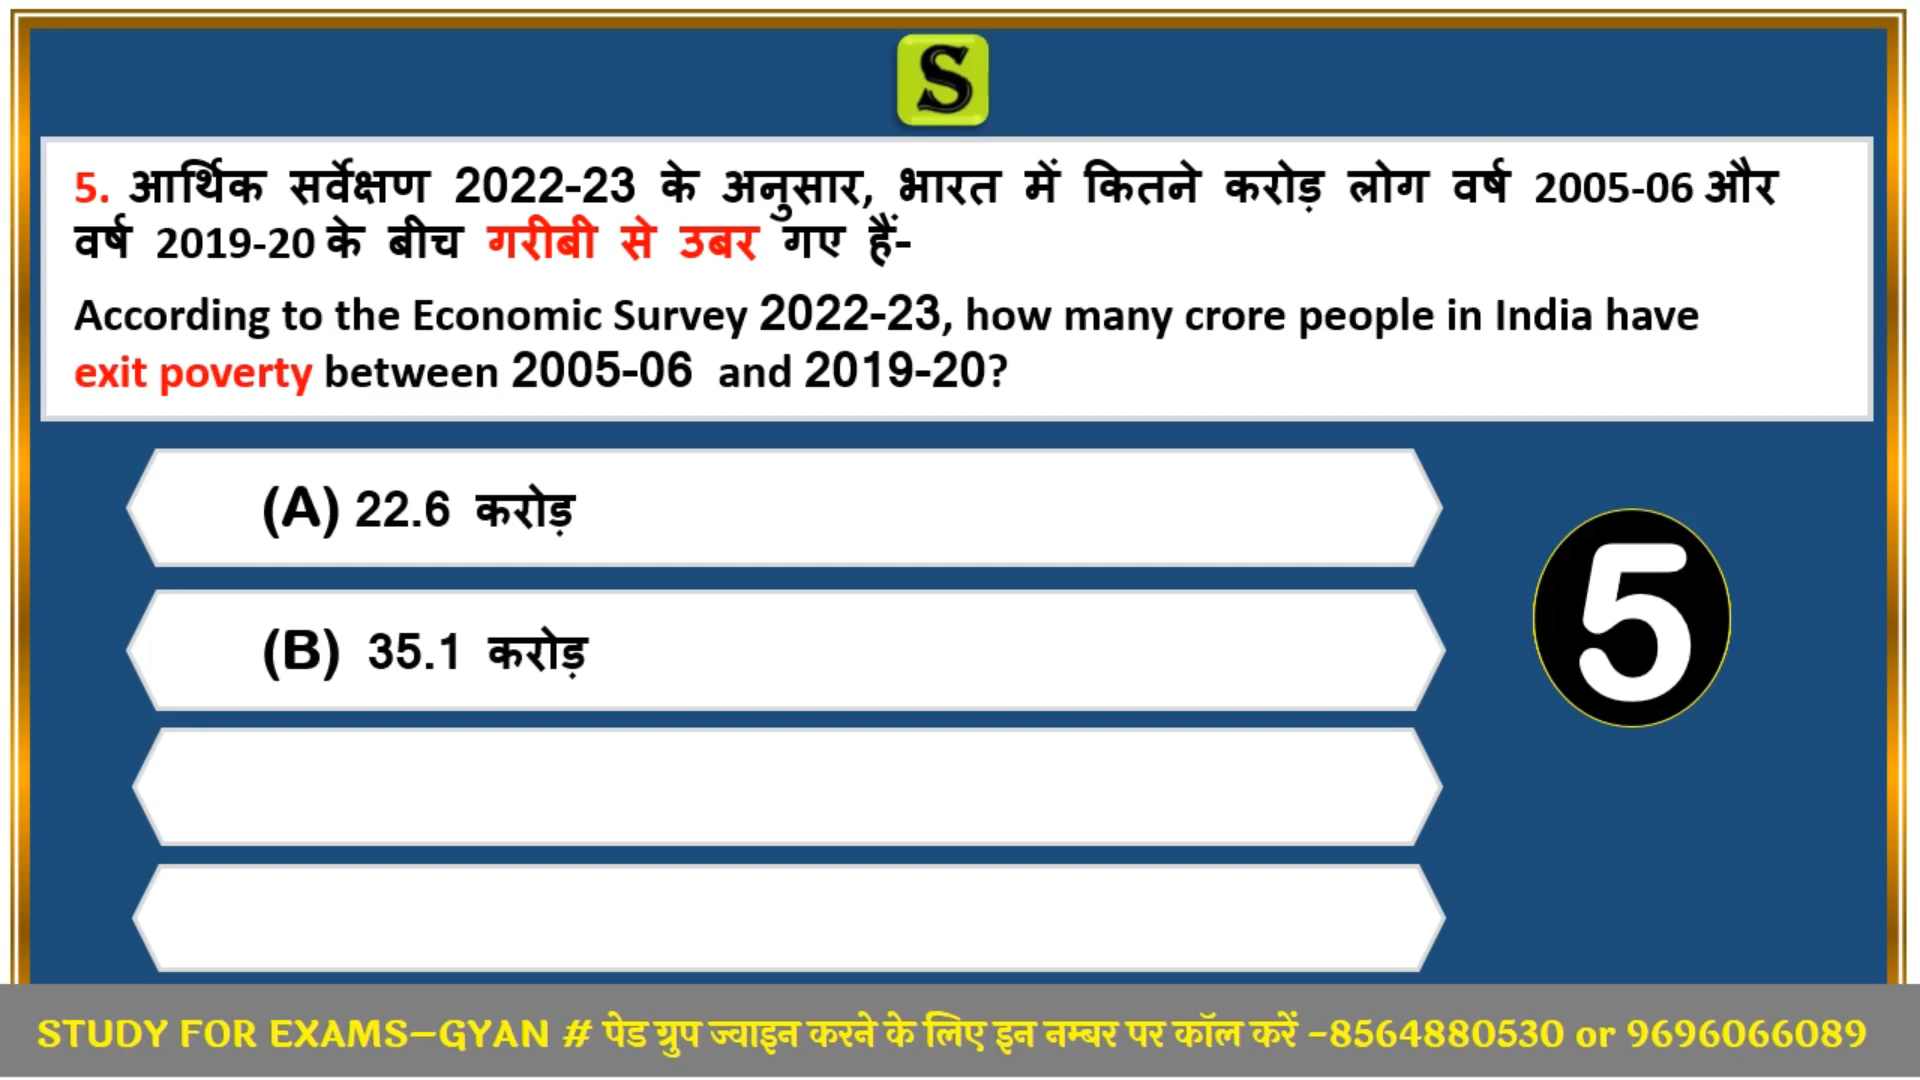 S
5. आर्थिक सर्वेक्षण 2022-23 के अनुसार, भारत में कितने करोड़ लोग वर्ष 2005-06 और
वर्ष 2019-20 के बीच गरीबी से उबर गए हैं-
According to the Economic Survey 2022-23, how many crore people in India have
exit poverty between 2005-06 and 2019-20?
(A) 22.6 करोड़
(B) 35.1 करोड़
5
STUDY FOR EXAMS–GYAN # पेड ग्रुप ज्वाइन करने के लिए इन नम्बर पर कॉल करें -8564880530 or 9696066089